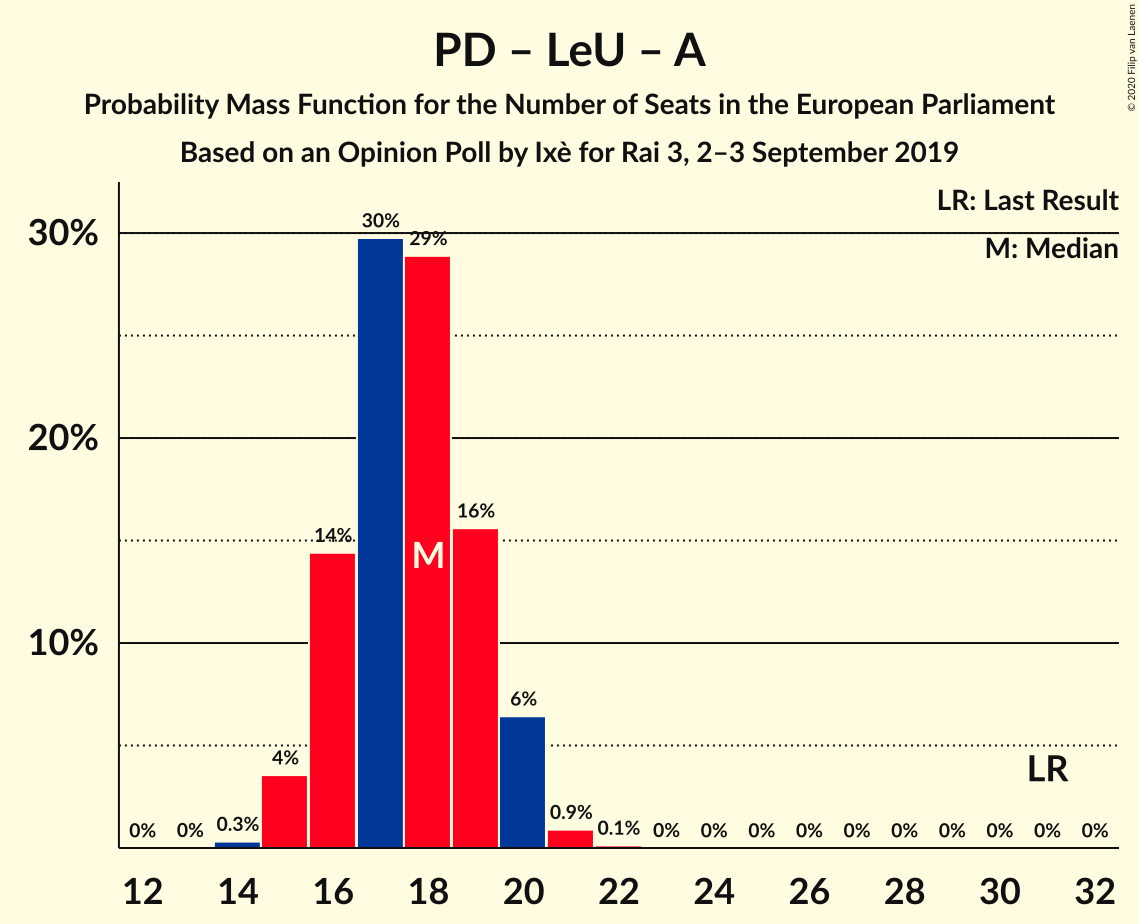 PD – LeU – A
Probability Mass Function for the Number of Seats in the European Parliament
Based on an Opinion Poll by Ixè for Rai 3, 2–3 September 2019
© 2020 Filip van Laenen
LR: Last Result
M: Median
30%
20%
10%
0% 0% 0.3% 4% 14% 30% 29% 16% 6% 0.9% 0.1% 0% 0% 0% 0% 0% 0% 0% 0% 0% 0%
M
LR
12 14 16 18 20 22 24 26 28 30 32